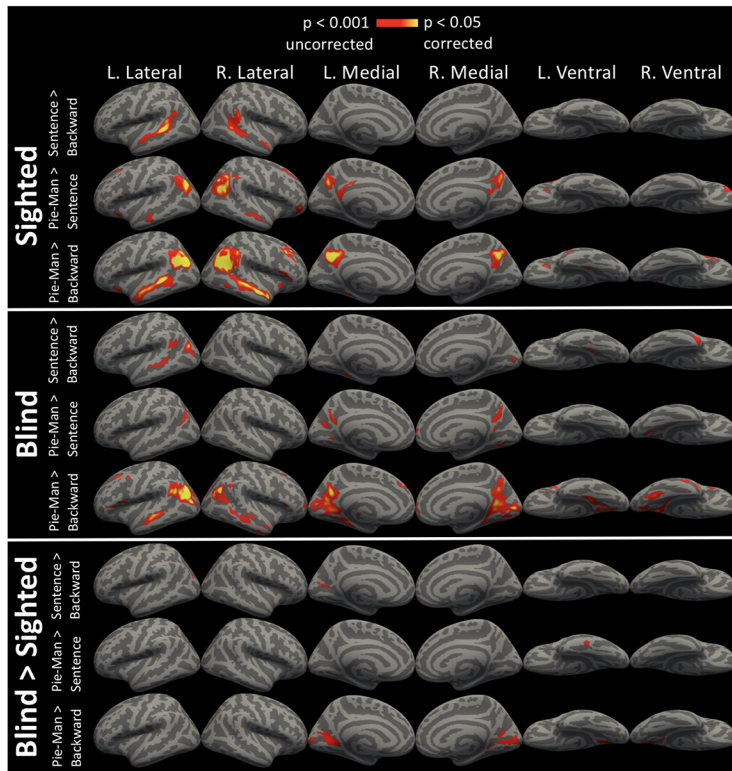 p < 0.001 p < 0.05
uncorrected corrected
L. Lateral R. Lateral L. Medial R. Medial L. Ventral R. Ventral
Sighted
Sentence >
Backward
Pie-Man >
Sentence
Pie-Man >
Backward
Blind
Sentence >
Backward
Pie-Man >
Sentence
Pie-Man >
Backward
Blind > Sighted
Sentence >
Backward
Pie-Man >
Sentence
Pie-Man >
Backward